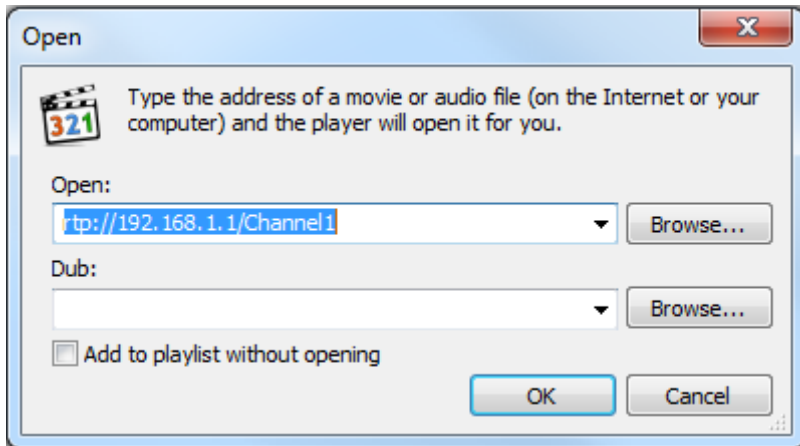 Open
321
Type the address of a movie or audio file (on the Internet or your
computer) and the player will open it for you.
Open:
rtp://192.168.1.1/Channel1
Browse...
Dub:
Browse...
Add to playlist without opening
OK
Cancel